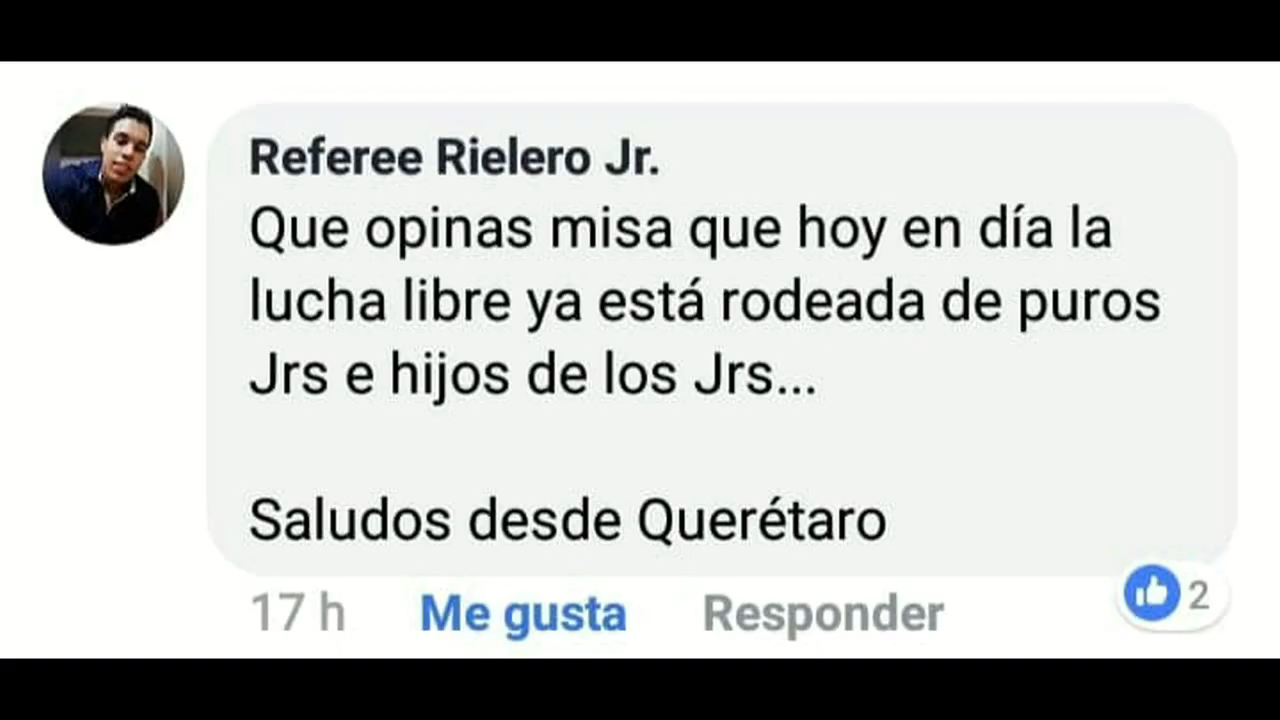 Referee Rielero Jr.
Que opinas misa que hoy en día la
lucha libre ya está rodeada de puros
Jrs e hijos de los Jrs...
Saludos desde Querétaro
17 h Me gusta Responder 2